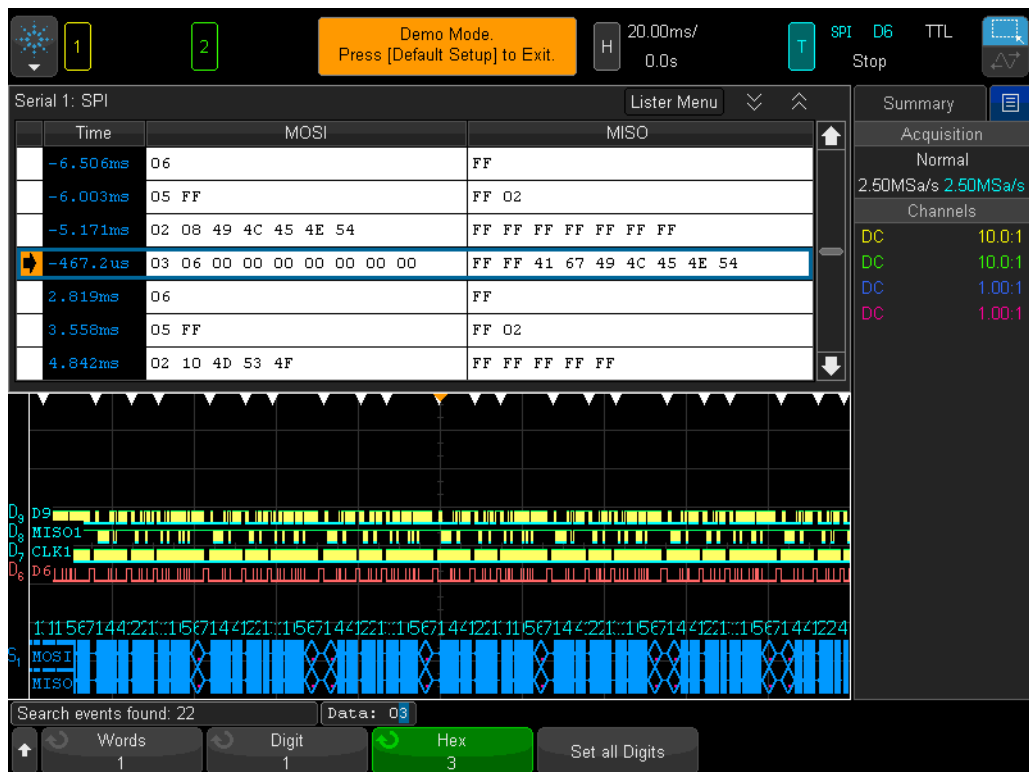 1
2
Demo Mode.
Press [Default Setup] to Exit.
H
20.00ms/
0.0s
T
SPI D6 TTL
Stop
Serial 1: SPI
Lister Menu
Summary
Time MOSI MISO
-6.506ms 06 FF
-6.003ms 05 FF FF 02
-5.171ms 02 08 49 4C 45 4E 54 FF FF FF FF FF FF FF
-467.2us 03 06 00 00 00 00 00 00 00 00 FF FF 41 67 49 4C 45 4E 54
2.819ms 06 FF
3.558ms 05 FF FF 02
4.842ms 02 10 4D 53 4F FF FF FF FF FF
Acquisition
Normal
2.50MSa/s 2.50MSa/s
Channels
DC 10.0:1
DC 10.0:1
DC 1.00:1
DC 1.00:1
D9 D9
D8 MISO1
D7 CLK1
D6 D6
S1 MOSI
MISO
Search events found: 22
Data: 03
Words
1
Digit
1
Hex
3
Set all Digits